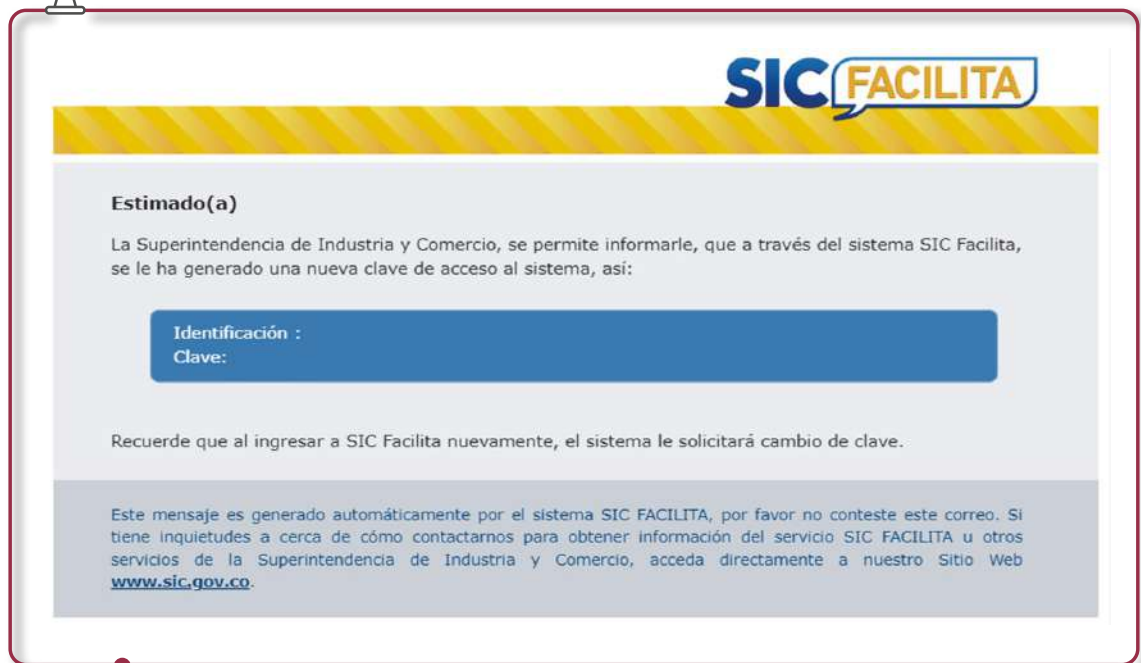 SIC FACILITA
Estimado(a)
La Superintendencia de Industria y Comercio, se permite informarle, que a través del sistema SIC Facilita,
se le ha generado una nueva clave de acceso al sistema, así:
Identificación :
Clave:
Recuerde que al ingresar a SIC Facilita nuevamente, el sistema le solicitará cambio de clave.
Este mensaje es generado automáticamente por el sistema SIC FACILITA, por favor no conteste este correo. Si
tiene inquietudes a cerca de cómo contactarnos para obtener información del servicio SIC FACILITA u otros
servicios de la Superintendencia de Industria y Comercio, acceda directamente a nuestro Sitio Web
www.sic.gov.co.